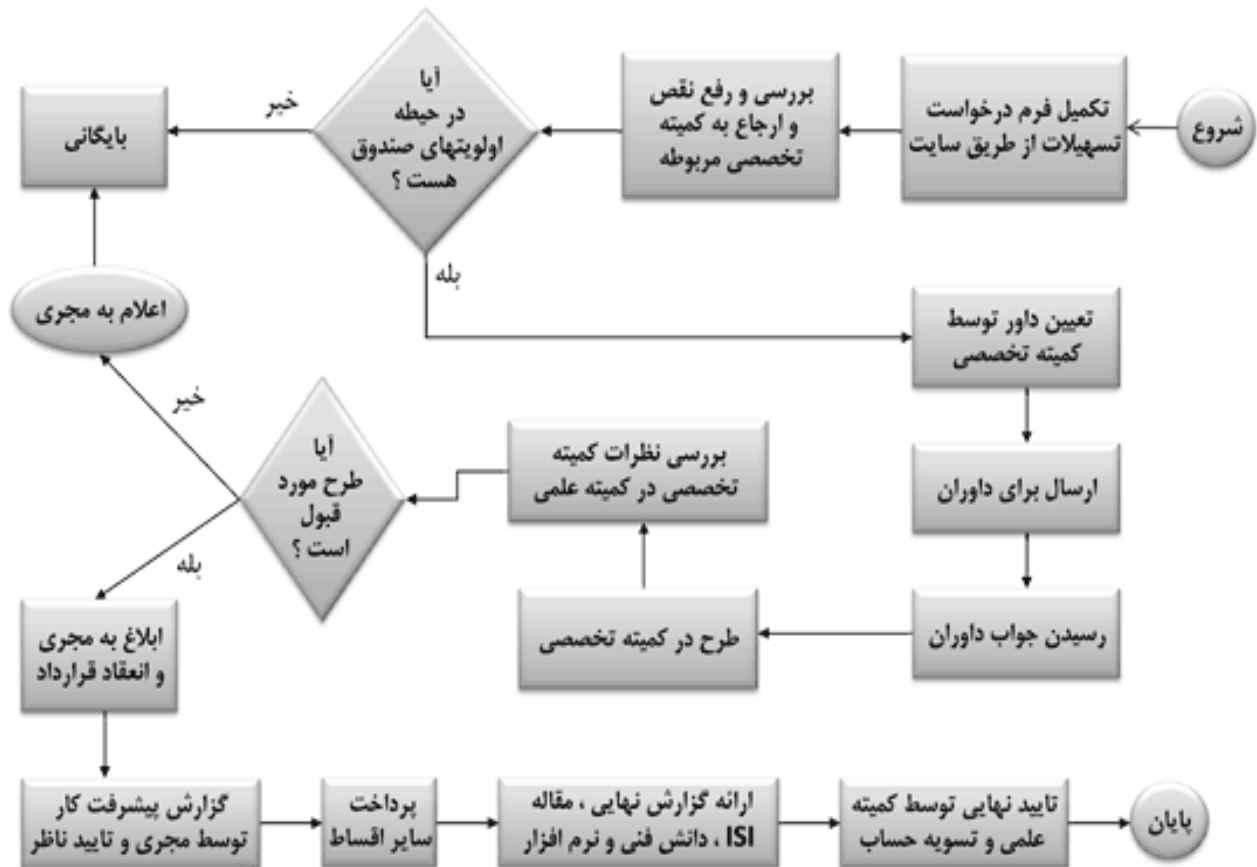 شروع
تکمیل فرم درخواست
تسهیلات از طریق سایت
بررسی و رفع نقص
و ارجاع به کمیته
تخصصی مربوطه
آیا
در حیطه
اولویتهای صندوق
هست ؟
خیر
بایگانی
بله
اعلام به مجری
تعیین داور توسط
کمیته تخصصی
ارسال برای داوران
رسیدن جواب داوران
طرح در کمیته تخصصی
بررسی نظرات کمیته
تخصصی در کمیته علمی
آیا
طرح مورد
قبول
است ؟
خیر
بله
ابلاغ به مجری
و انعقاد قرارداد
گزارش پیشرفت کار
توسط مجری و تایید ناظر
پرداخت
سایر اقساط
ارائه گزارش نهایی ، مقاله
ISI ، دانش فنی و نرم افزار
تایید نهایی توسط کمیته
علمی و تسویه حساب
پایان